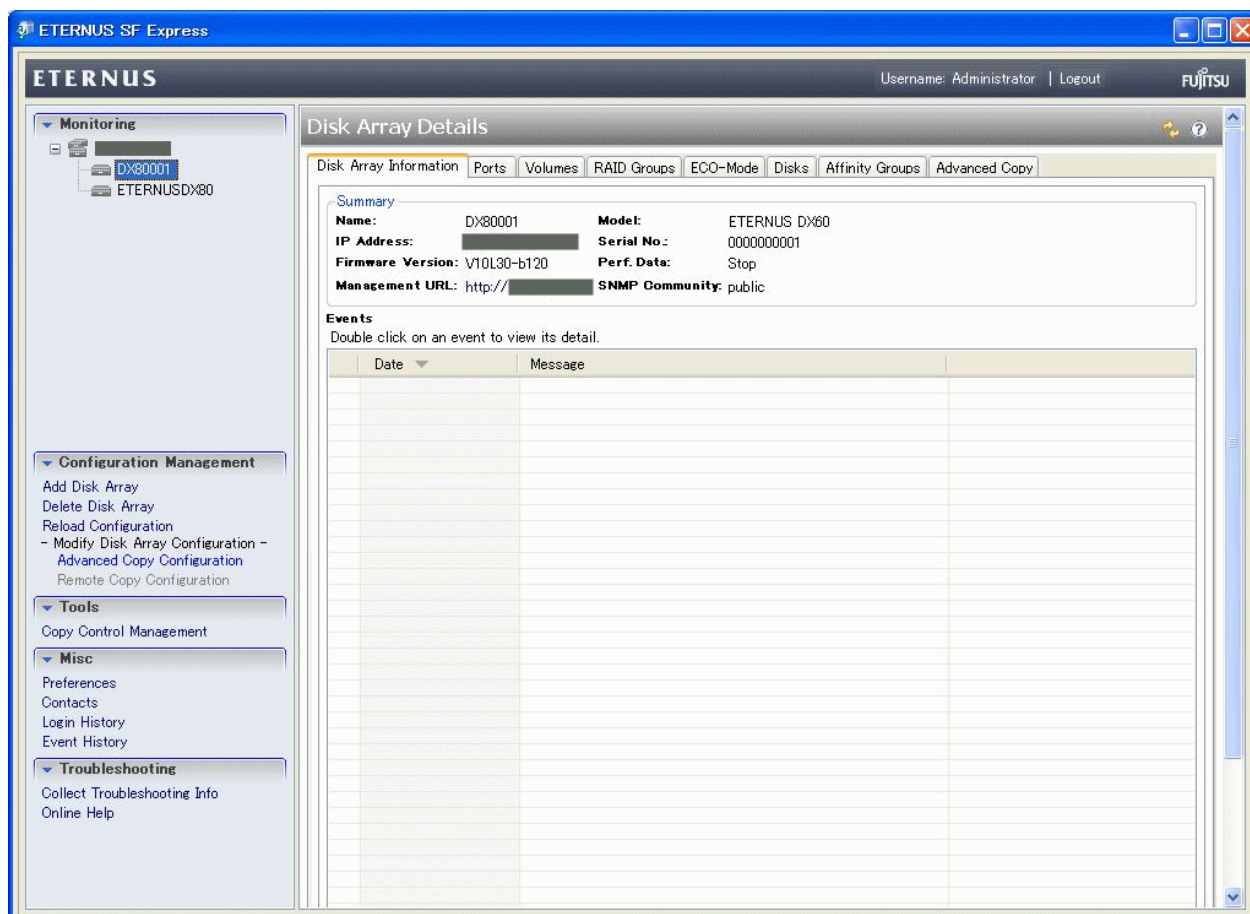 ETERNUS SF Express
ETERNUS
Username: Administrator | Logout
FUJITSU
Monitoring
DX80001
ETERNUSDX80
Configuration Management
Add Disk Array
Delete Disk Array
Reload Configuration
- Modify Disk Array Configuration -
Advanced Copy Configuration
Remote Copy Configuration
Tools
Copy Control Management
Misc
Preferences
Contacts
Login History
Event History
Troubleshooting
Collect Troubleshooting Info
Online Help
Disk Array Details
Disk Array Information Ports Volumes RAID Groups ECO-Mode Disks Affinity Groups Advanced Copy
Summary
Name: DX80001 Model: ETERNUS DX60
IP Address: Serial No.: 0000000001
Firmware Version: V10L30-b120 Perf. Data: Stop
Management URL: http:// SNMP Community: public
Events
Double click on an event to view its detail.
Date Message